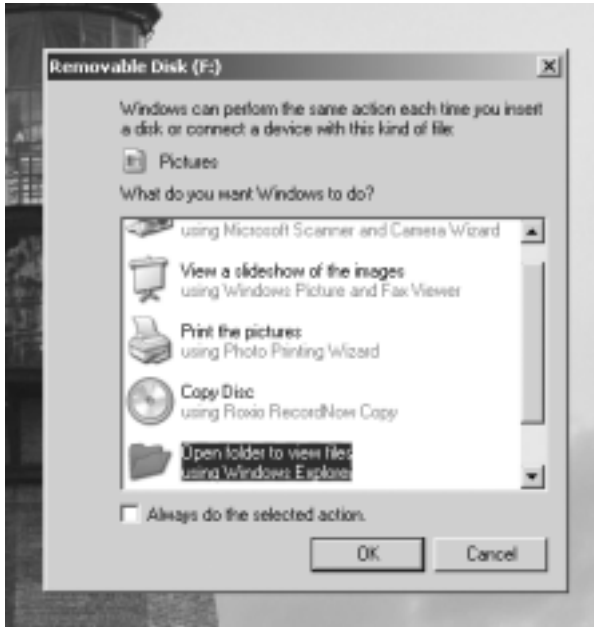 Removable Disk (F:)
Windows can perform the same action each time you insert
a disk or connect a device with this kind of file:
Pictures
What do you want Windows to do?
using Microsoft Scanner and Camera Wizard
View a slideshow of the images
using Windows Picture and Fax Viewer
Print the pictures
using Photo Printing Wizard
Copy Disc
using Roxio RecordNow Copy
Open folder to view files
using Windows Explorer
Always do the selected action.
OK
Cancel